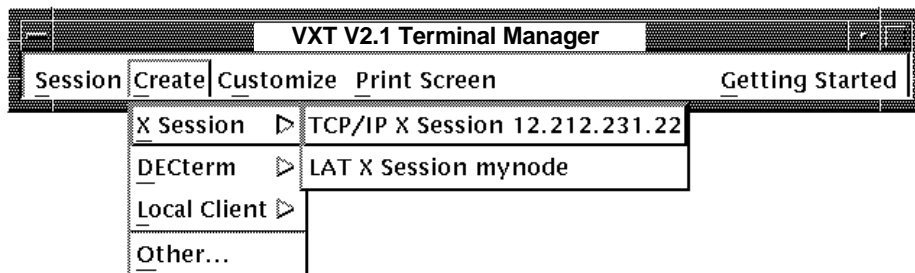 VXT V2.1 Terminal Manager
Session Create Customize Print Screen Getting Started
X Session TCP/IP X Session 12.212.231.22
DECterm LAT X Session mynode
Local Client
Other...